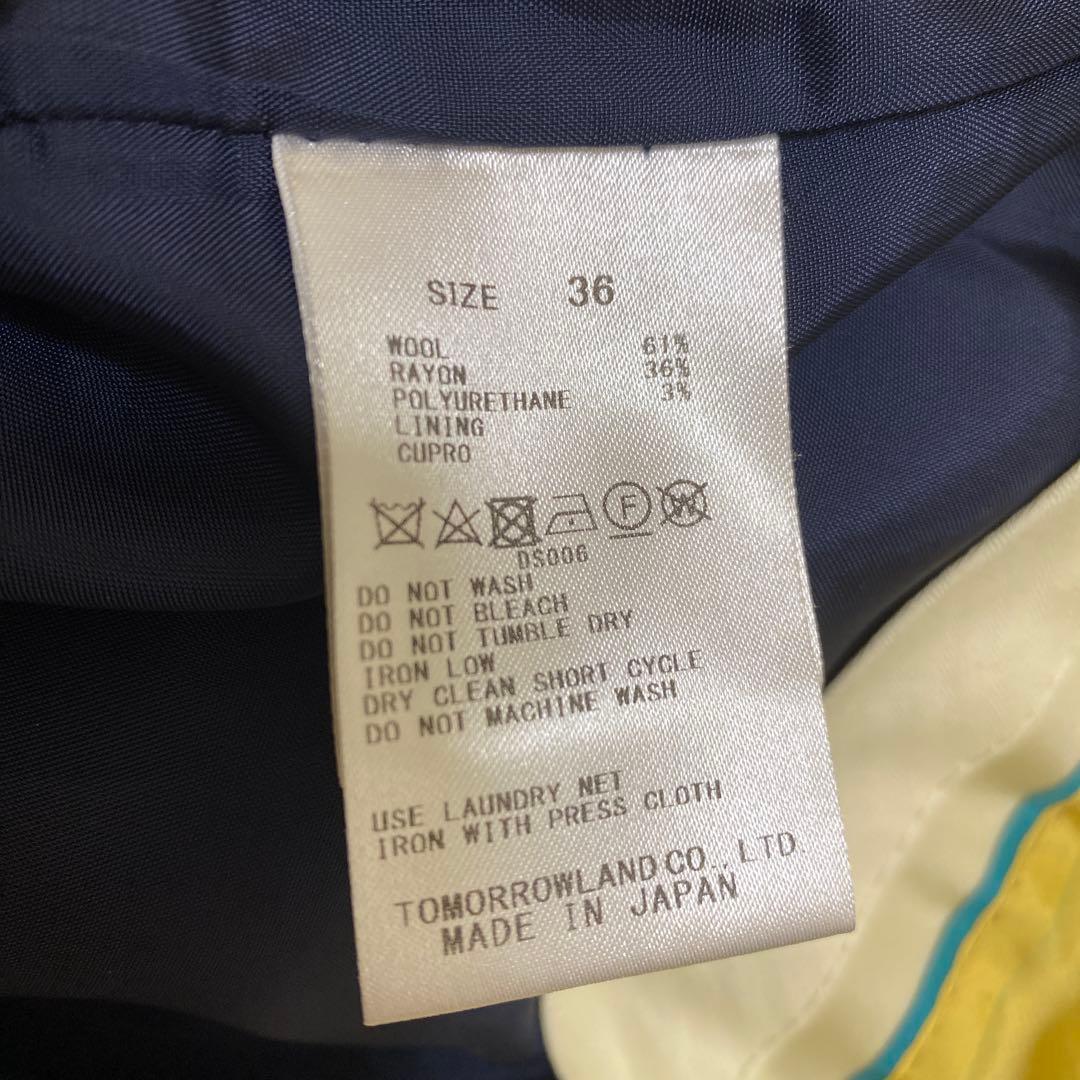 SIZE 36
WOOL 61%
RAYON 36%
POLYURETHANE 3%
LINING
CUPRO
F W
DS006
DO NOT WASH
DO NOT BLEACH
DO NOT TUMBLE DRY
IRON LOW
DRY CLEAN SHORT CYCLE
DO NOT MACHINE WASH
USE LAUNDRY NET
IRON WITH PRESS CLOTH
TOMORROWLAND CO., LTD.
MADE IN JAPAN